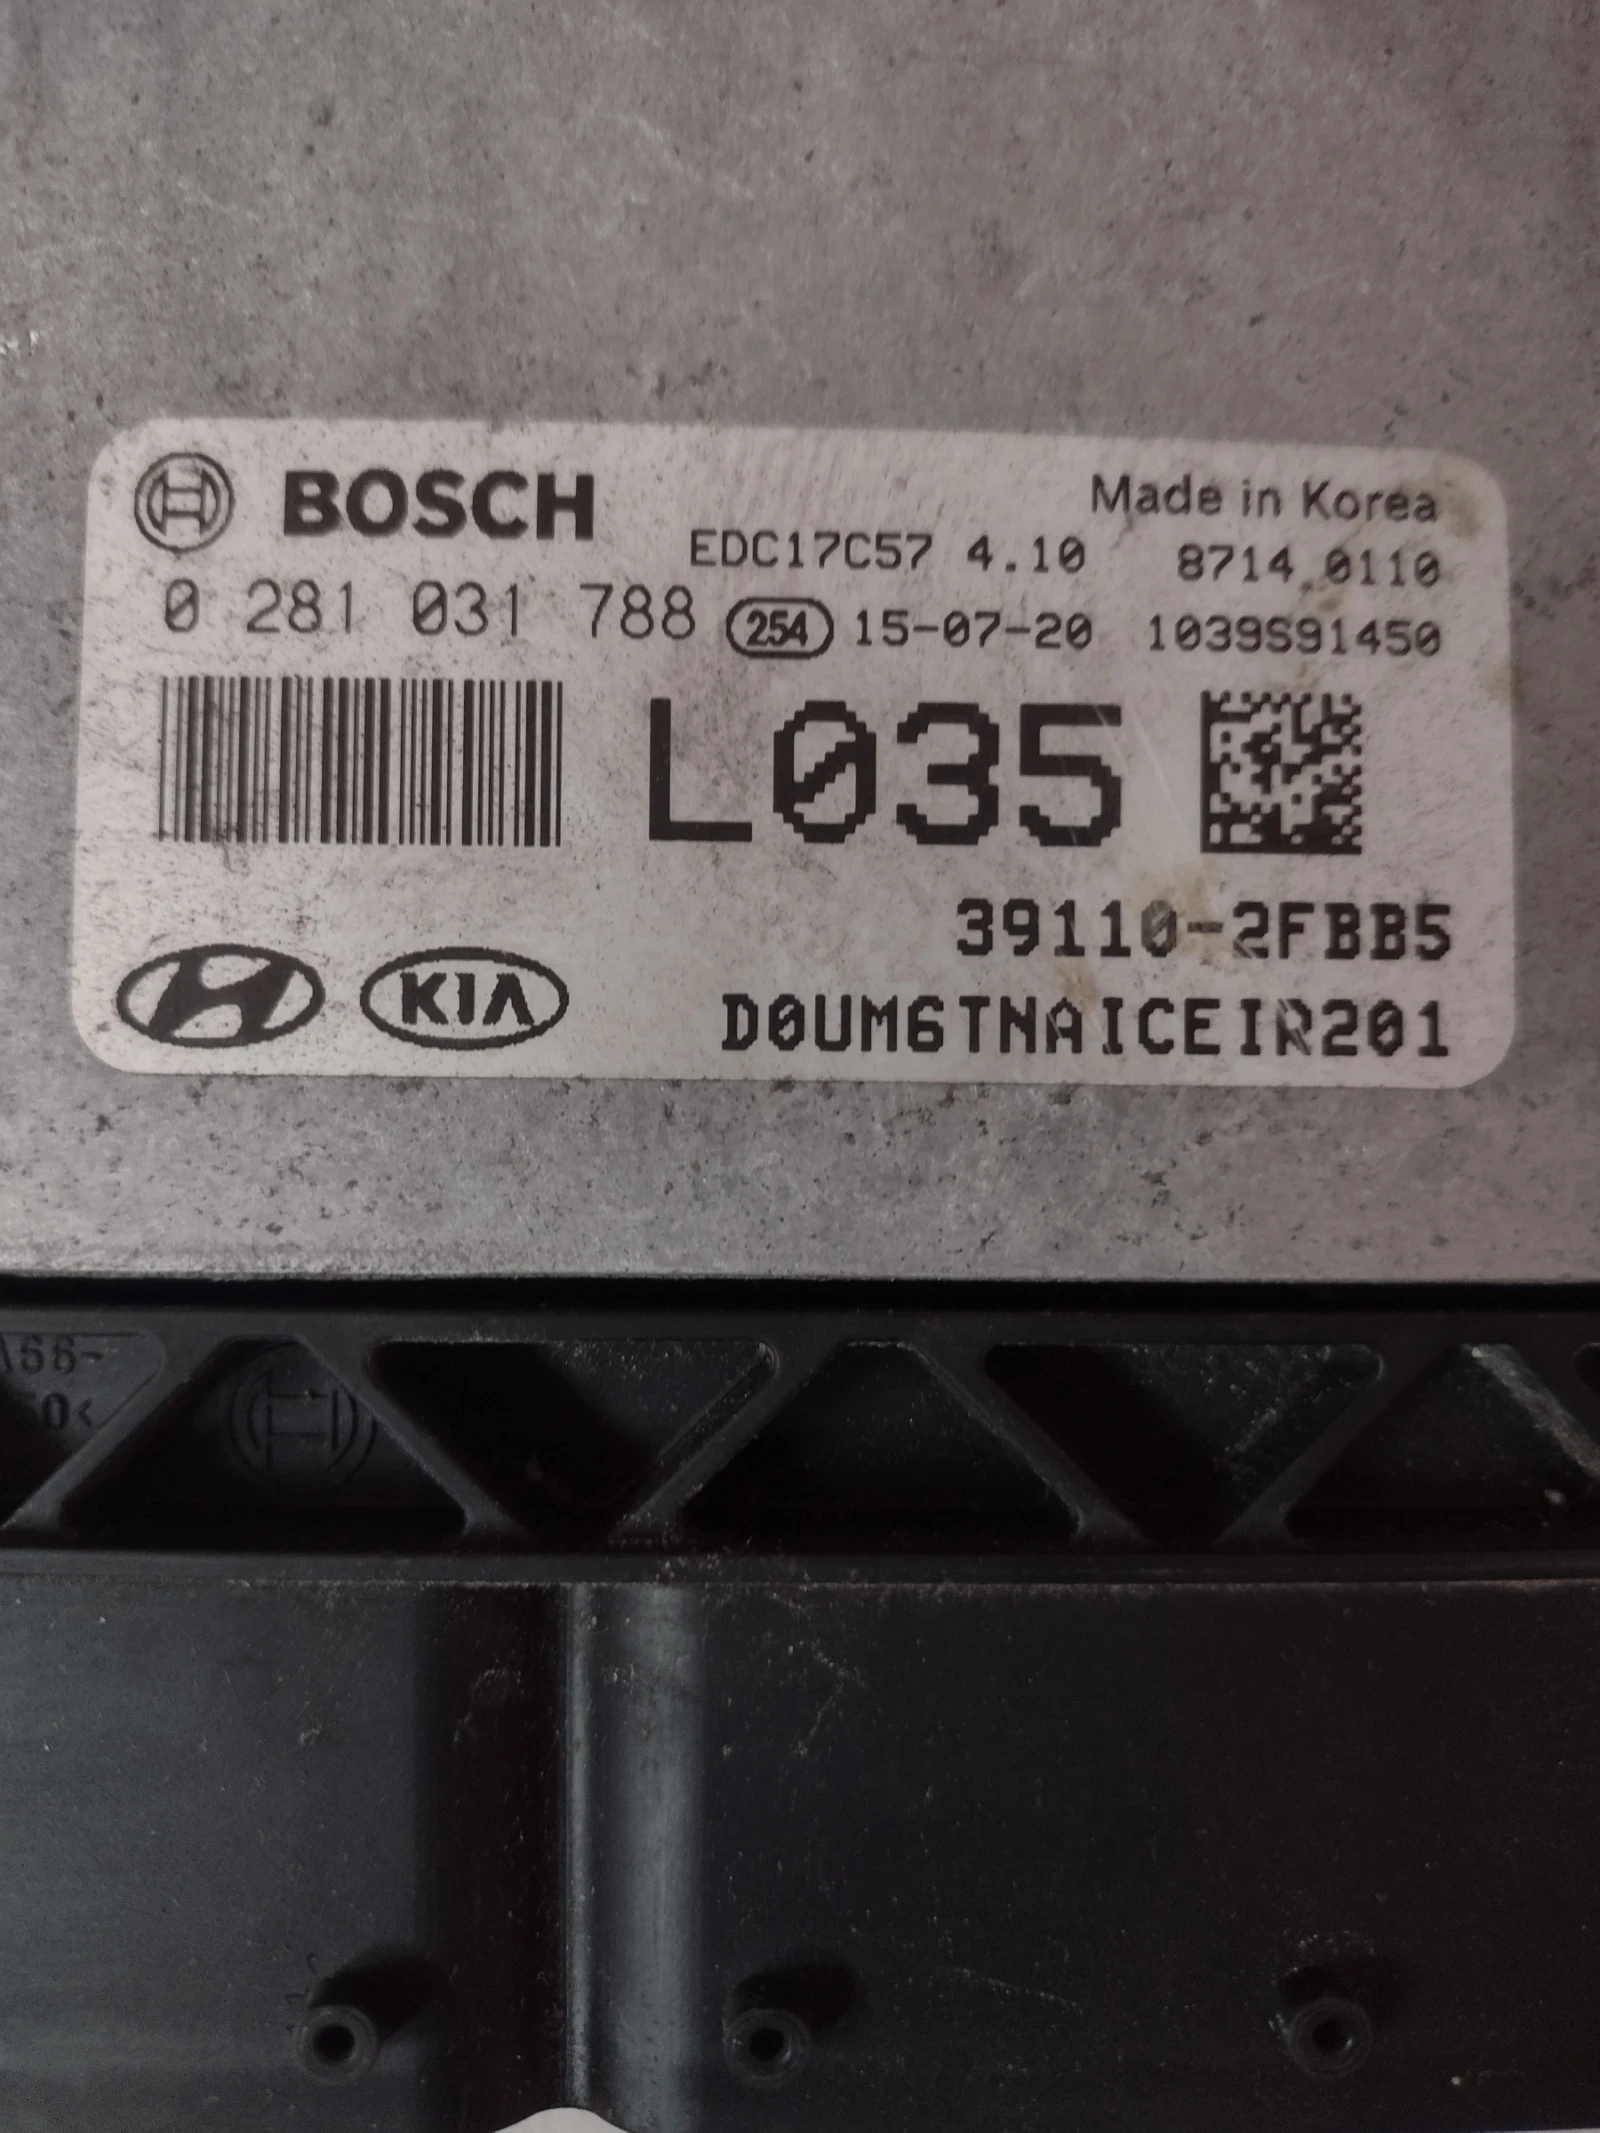 BOSCH
Made in Korea
EDC17C57 4.10 8714 0110
0 281 031 788 254 15-07-20 1039S91450
L035
39110-2FBB5
KIA
D0UM6TNAICEIR201